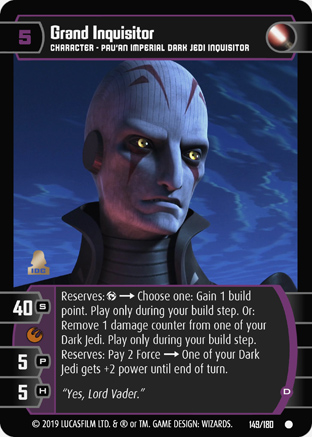 5 Grand Inquisitor
CHARACTER - PAU'AN IMPERIAL DARK JEDI INQUISITOR
IDC
40 S
5 P
5 H
Reserves: → Choose one: Gain 1 build
point. Play only during your build step. Or:
Remove 1 damage counter from one of your
Dark Jedi. Play only during your build step.
Reserves: Pay 2 Force → One of your Dark
Jedi gets +2 power until end of turn.
"Yes, Lord Vader."
D
© 2019 LUCASFILM LTD. & ® or TM. GAME DESIGN: WIZARDS. 149/180